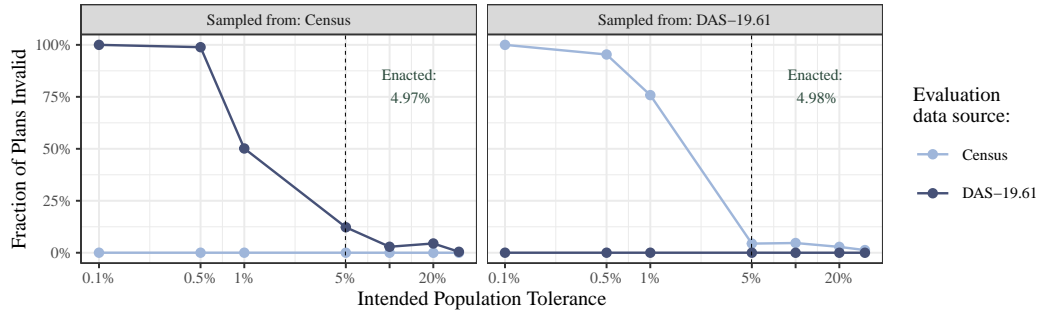 Sampled from: Census
Sampled from: DAS−19.61
Fraction of Plans Invalid
100%
75%
50%
25%
0%
Enacted:
4.97%
Enacted:
4.98%
0.1%
0.5%
1%
5%
20%
0.1%
0.5%
1%
5%
20%
Intended Population Tolerance
Evaluation
data source:
Census
DAS−19.61